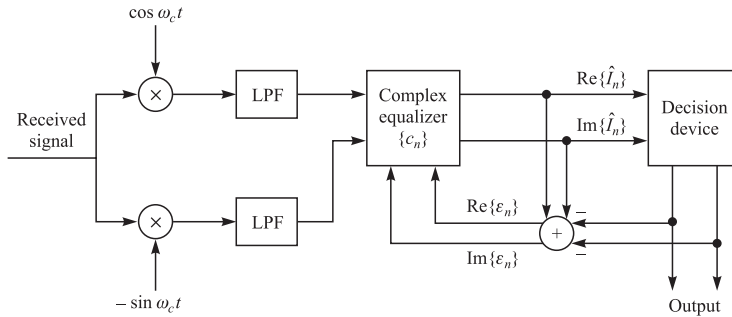 cos ω_c t
Received
signal
×
LPF
Complex
equalizer
{c_n}
Re{Î_n}
Im{Î_n}
Decision
device
×
LPF
Re{ε_n}
Im{ε_n}
+
−
−
− sin ω_c t
Output